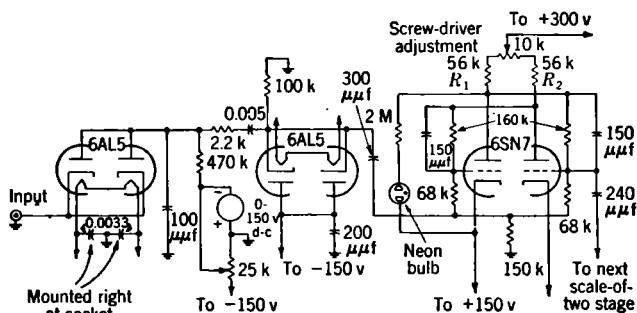 Screw-driver
adjustment
To +300 v
10 k
56 k
R1
56 k
R2
100 k
300
μμf
2 M
0.005
6AL5
2.2 k
470 k
6AL5
150
μμf
160 k
6SN7
150
μμf
Input
0.0033
100
μμf
0-
150 v
d-c
-
+
200
μμf
68 k
68 k
240
μμf
Neon
bulb
25 k
To -150 v
150 k
To next
scale-of-
two stage
Mounted right
at socket
To -150 v
To +150 v